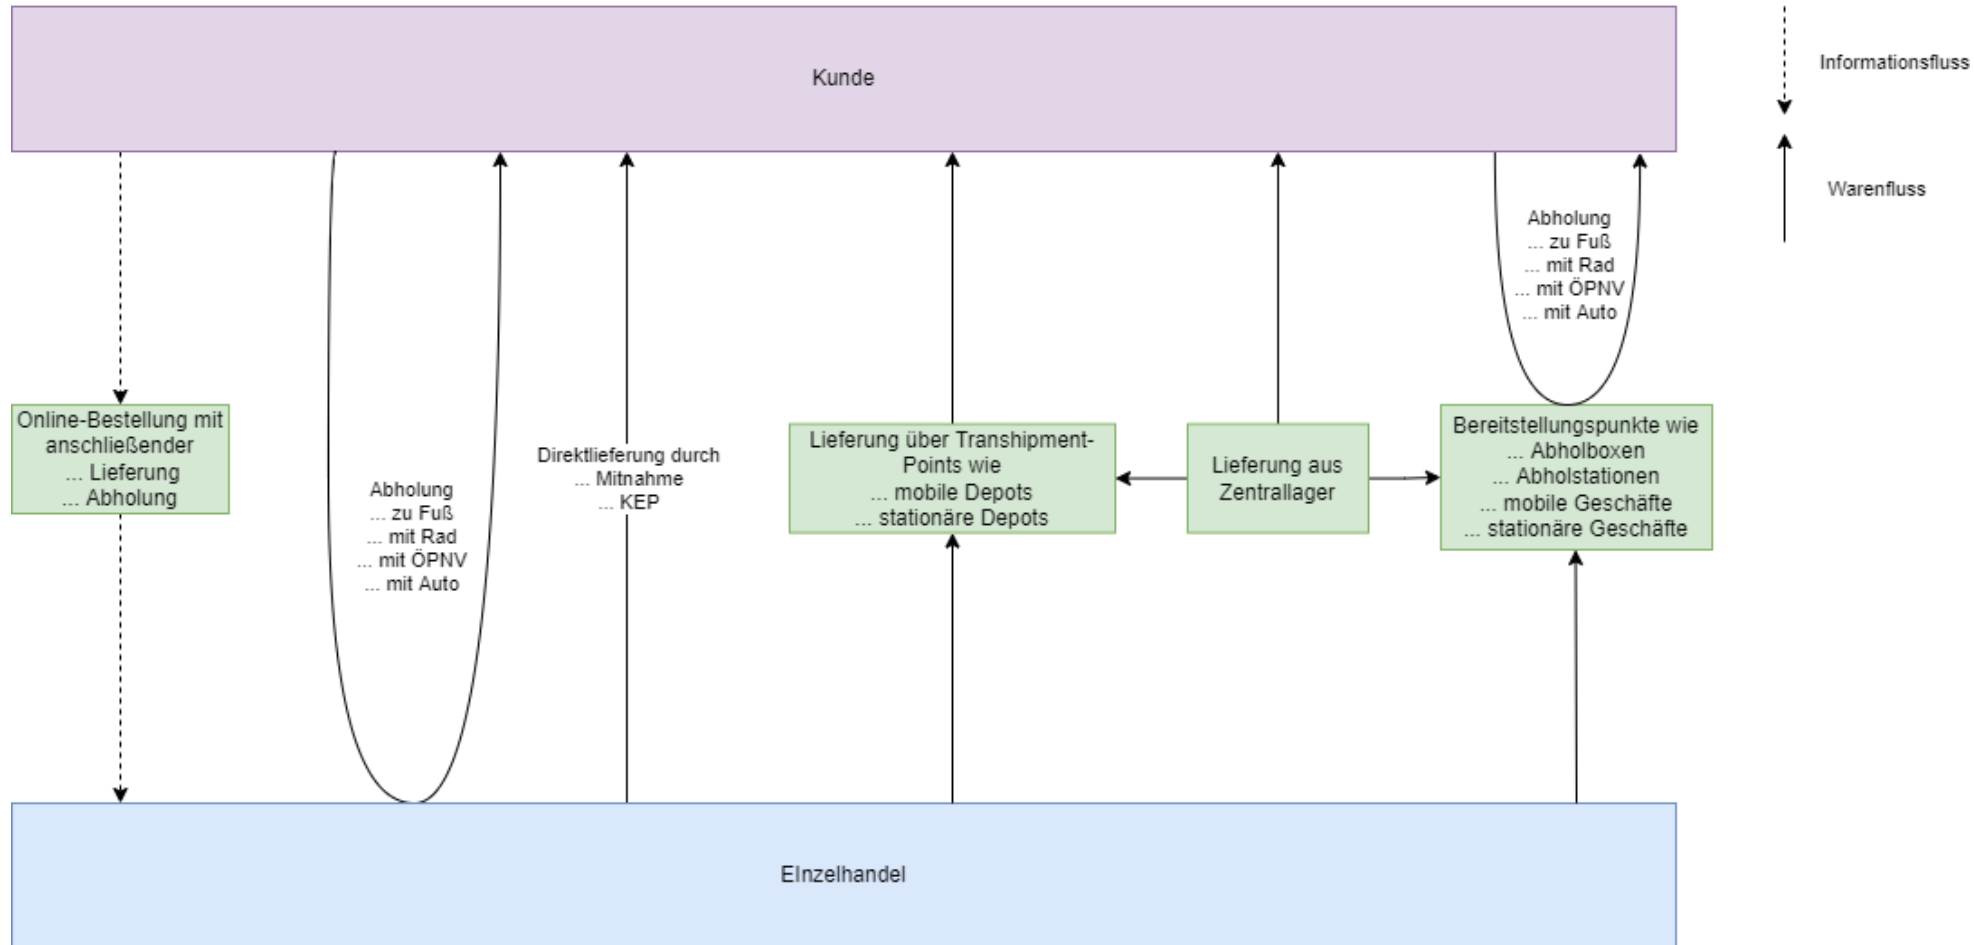 Kunde
Informationsfluss
Warenfluss
Abholung
... zu Fuß
... mit Rad
... mit ÖPNV
... mit Auto
Online-Bestellung mit
anschließender
... Lieferung
... Abholung
Abholung
... zu Fuß
... mit Rad
... mit ÖPNV
... mit Auto
Direktlieferung durch
... Mitnahme
... KEP
Lieferung über Transhipment-
Points wie
... mobile Depots
... stationäre Depots
Lieferung aus
Zentrallager
Bereitstellungspunkte wie
... Abholboxen
... Abholstationen
... mobile Geschäfte
... stationäre Geschäfte
EInzelhandel